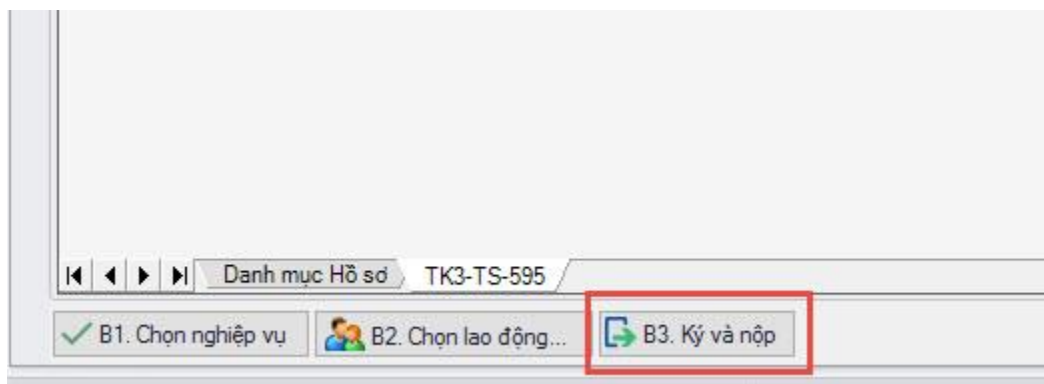 Danh mục Hồ sơ TK3-TS-595
B1. Chọn nghiệp vụ B2. Chọn lao động... B3. Ký và nộp